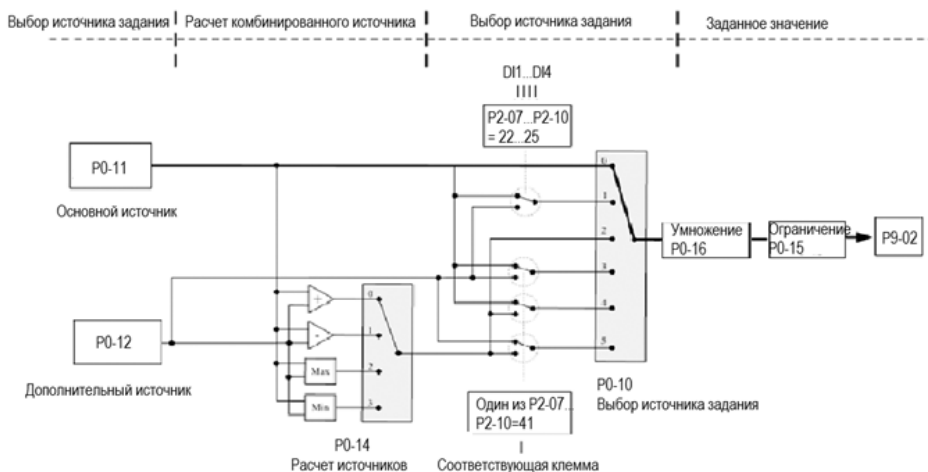 Выбор источника задания
Расчет комбинированного источника
Выбор источника задания
Заданное значение
DI1...DI4
P2-07...P2-10
= 22...25
P0-11
Основной источник
P0-12
Дополнительный источник
+
-
Max
Min
0
1
2
3
P0-14
Расчет источников
Один из P2-07...
P2-10=41
Соответствующая клемма
0
1
2
3
4
5
P0-10
Выбор источника задания
Умножение
P0-16
Ограничение
P0-15
P9-02